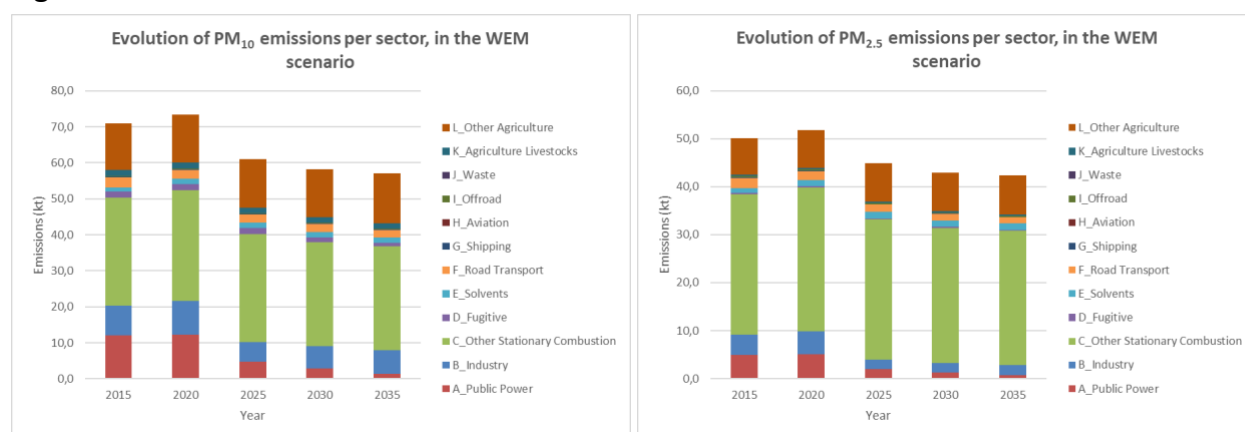 Evolution of PM₁₀ emissions per sector, in the WEM
scenario
80,0
70,0
60,0
50,0
40,0
30,0
20,0
10,0
0,0
Emissions (kt)
2015 2020 2025 2030 2035
Year
L_Other Agriculture
K_Agriculture Livestocks
J_Waste
I_Offroad
H_Aviation
G_Shipping
F_Road Transport
E_Solvents
D_Fugitive
C_Other Stationary Combustion
B_Industry
A_Public Power
Evolution of PM₂.₅ emissions per sector, in the WEM
scenario
60,0
50,0
40,0
30,0
20,0
10,0
0,0
Emissions (kt)
2015 2020 2025 2030 2035
Year
L_Other Agriculture
K_Agriculture Livestocks
J_Waste
I_Offroad
H_Aviation
G_Shipping
F_Road Transport
E_Solvents
D_Fugitive
C_Other Stationary Combustion
B_Industry
A_Public Power